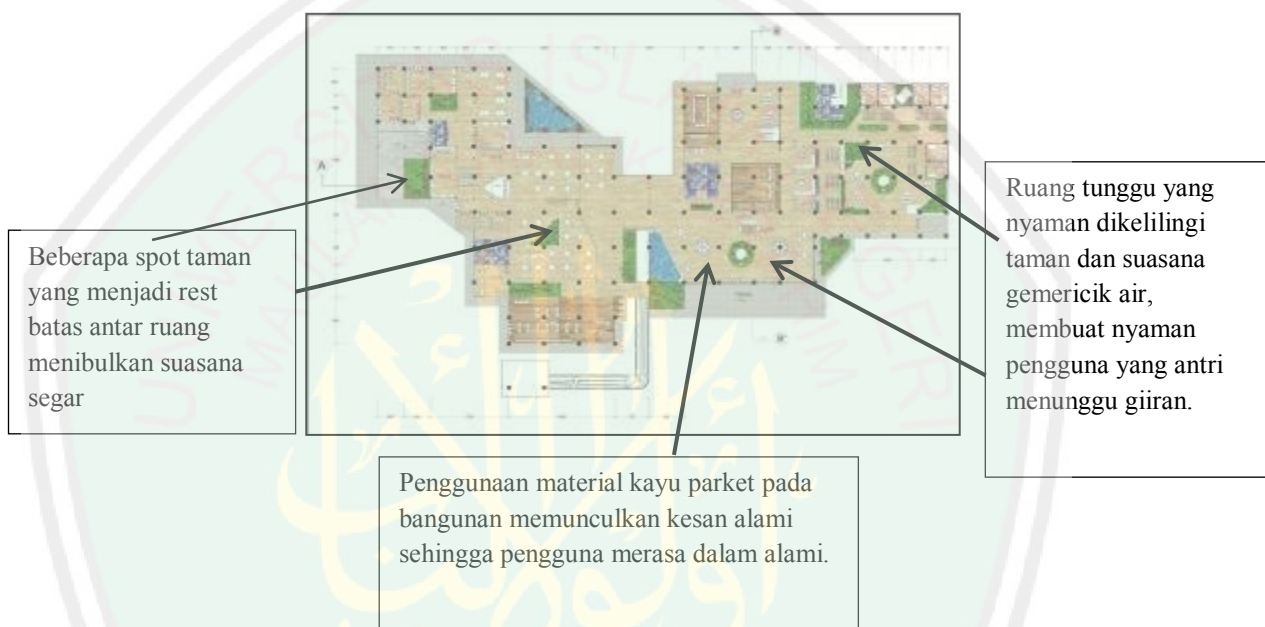 Beberapa spot taman
yang menjadi rest
batas antar ruang
menibulkan suasana
segar
Ruang tunggu yang
nyaman dikelilingi
taman dan suasana
gemericik air,
membuat nyaman
pengguna yang antri
menunggu giiran.
Penggunaan material kayu parket pada
bangunan memunculkan kesan alami
sehingga pengguna merasa dalam alami.
A